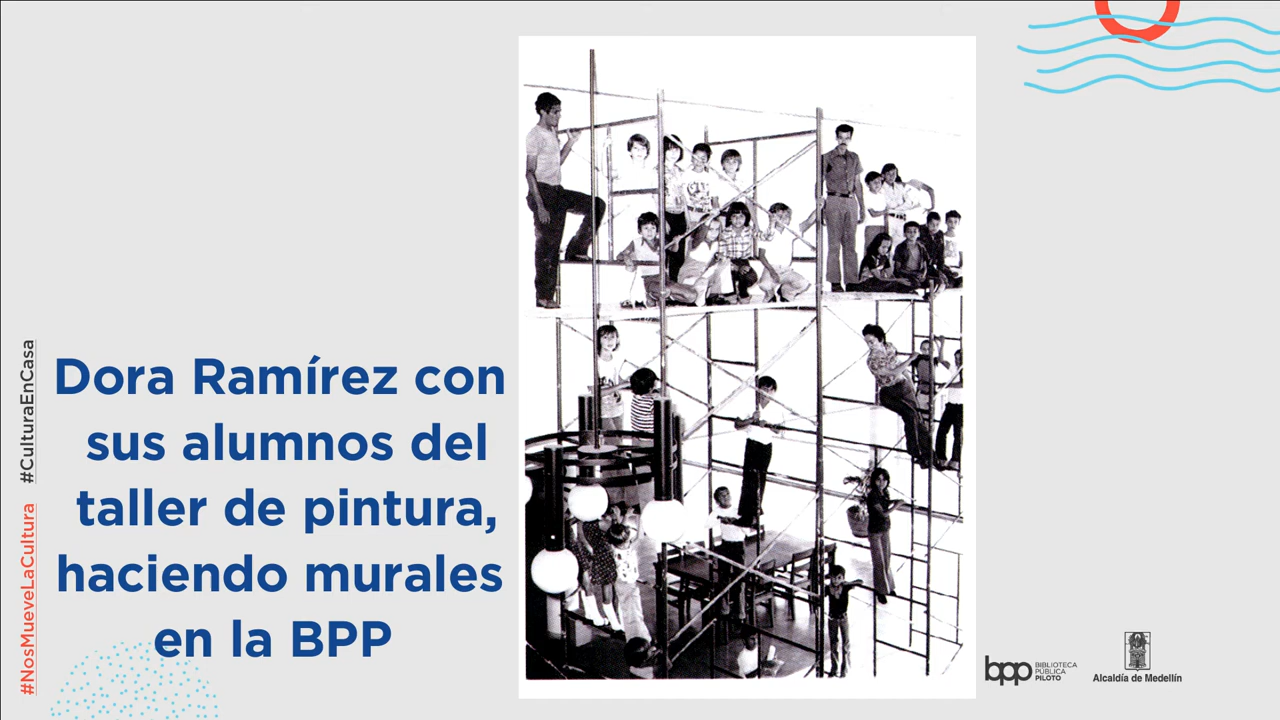 Dora Ramírez con
sus alumnos del
taller de pintura,
haciendo murales
en la BPP
#NosMueveLaCultura #CulturaEnCasa
bpp BIBLIOTECA
PÚBLICA
PILOTO
Alcaldía de Medellín